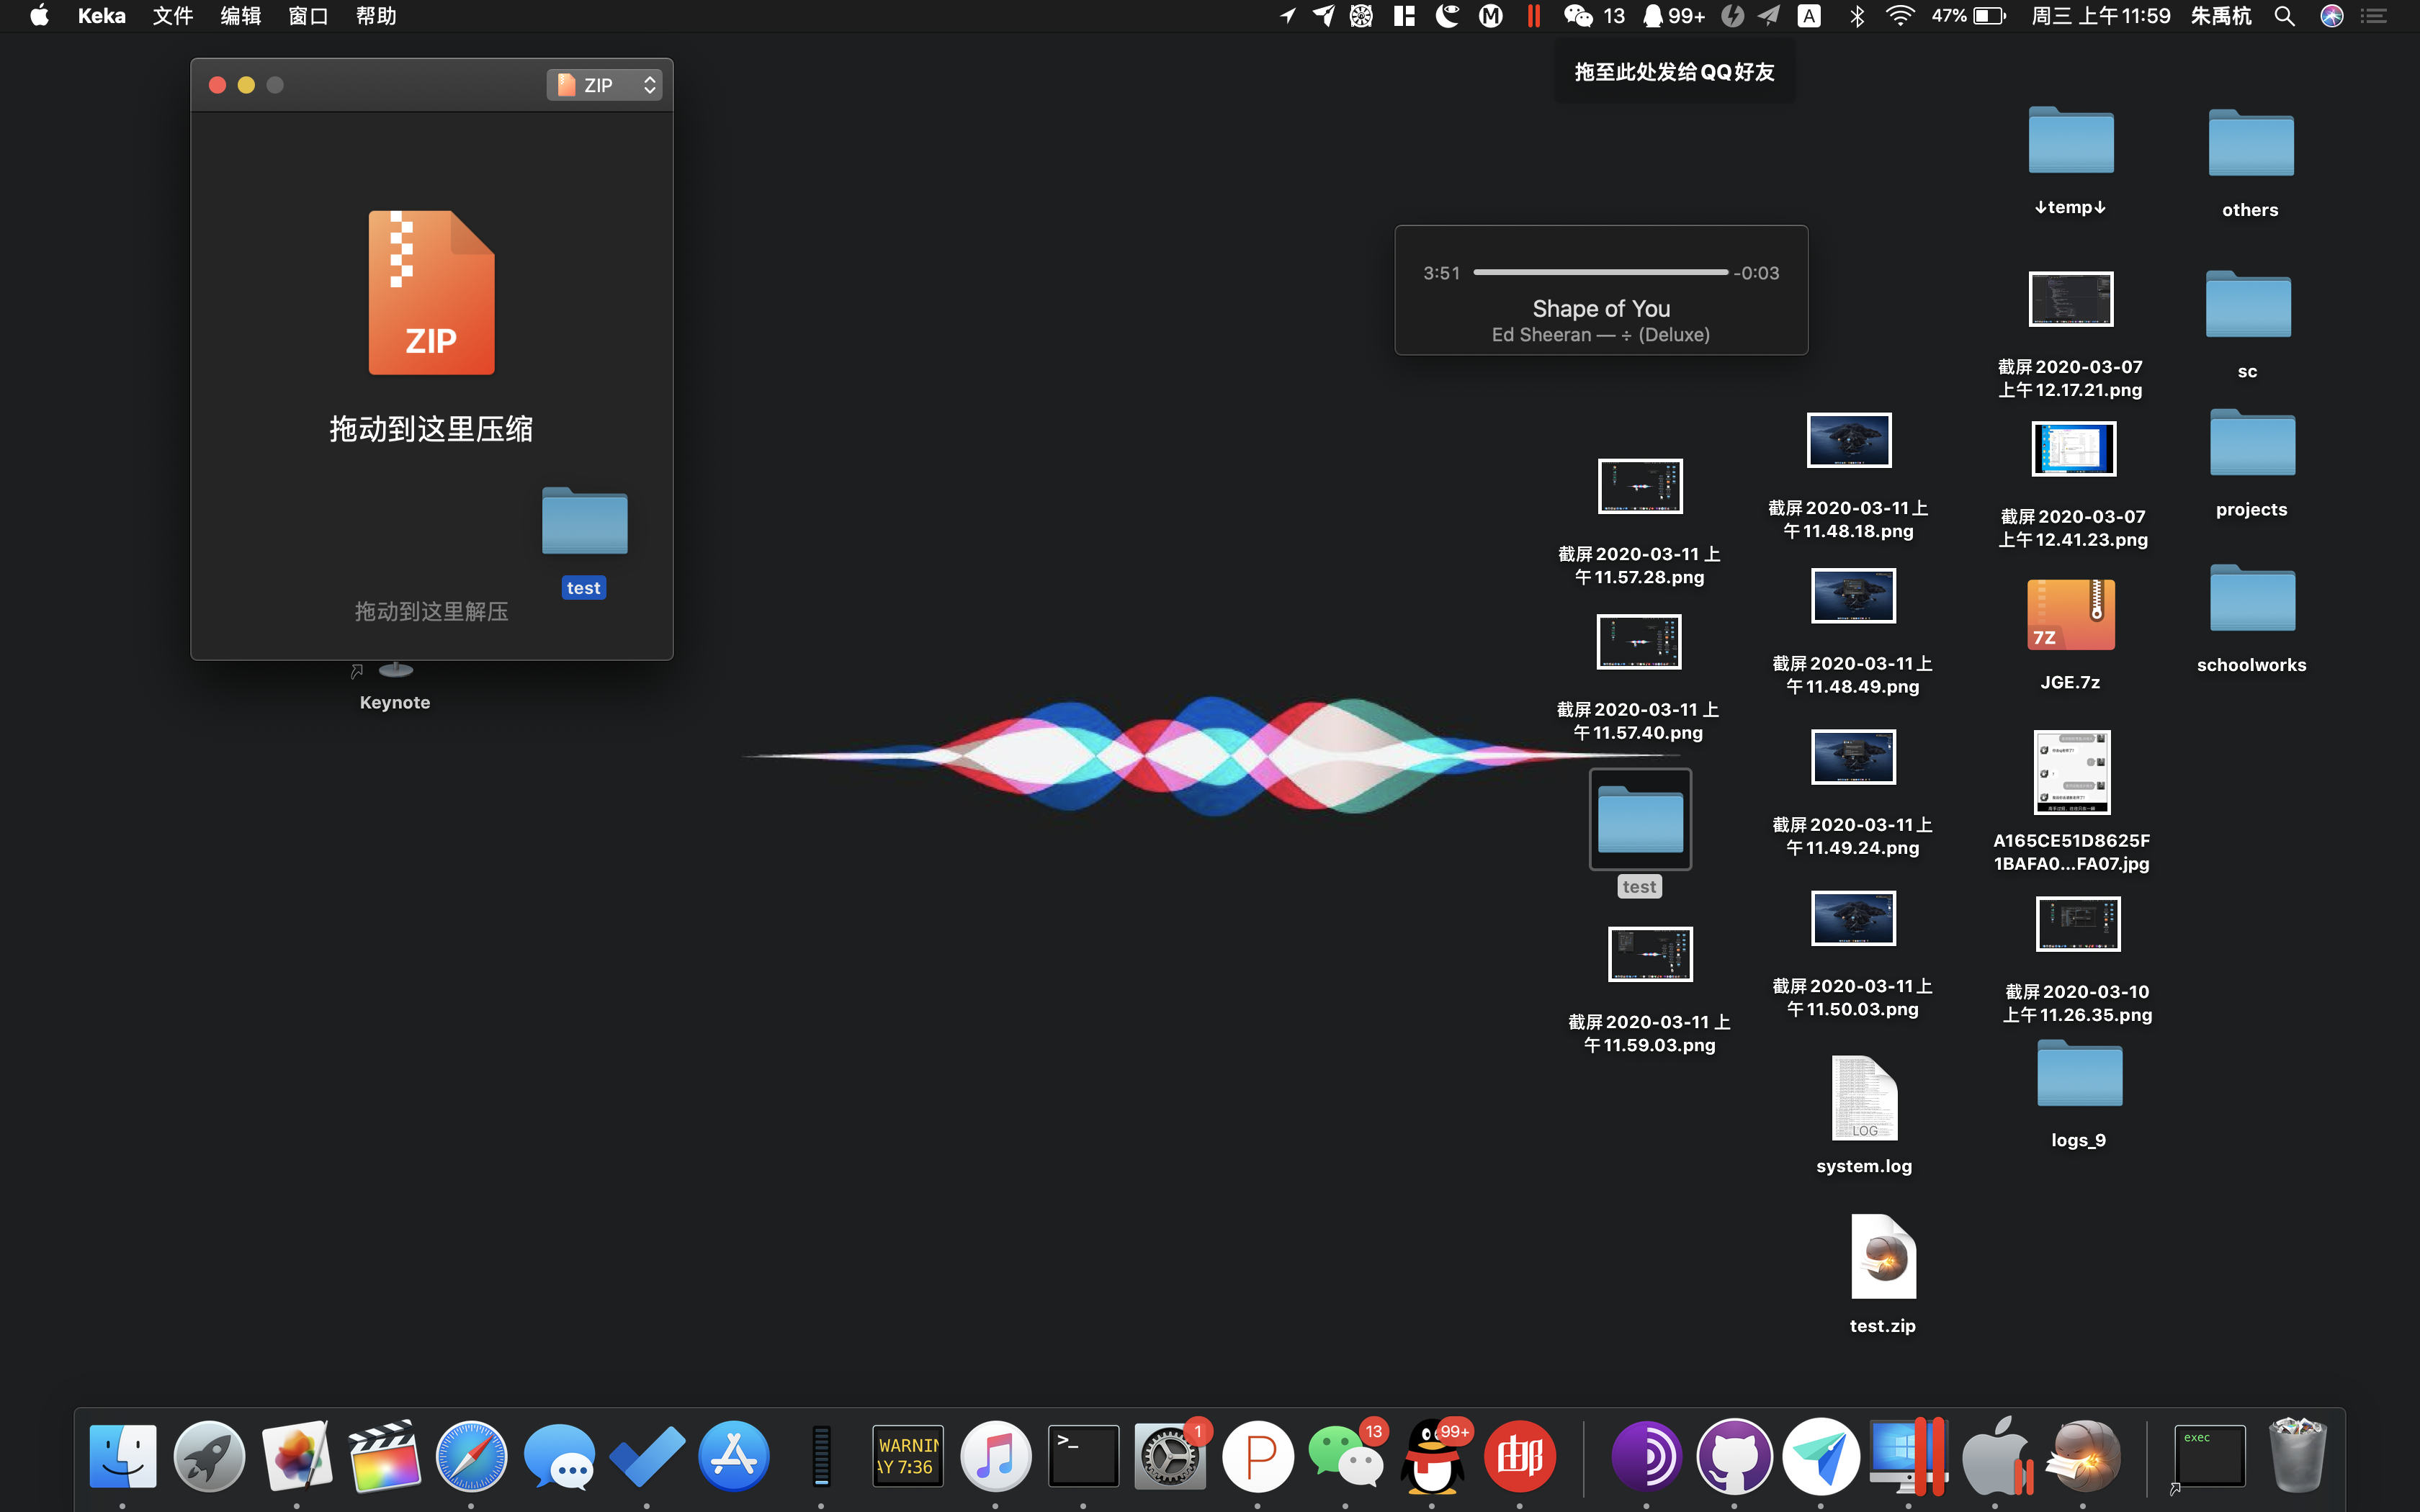 Keka 文件 编辑 窗口 帮助
13 99+ A 47% 周三 上午11:59 朱禹杭
拖至此处发给QQ好友
ZIP
ZIP
拖动到这里压缩
test
拖动到这里解压
Keynote
3:51 -0:03
Shape of You
Ed Sheeran — ÷ (Deluxe)
↓temp↓
others
截屏2020-03-07
上午12.17.21.png
sc
截屏2020-03-07
上午12.41.23.png
projects
7Z
JGE.7z
schoolworks
A165CE51D8625F
1BAFA0...FA07.jpg
截屏2020-03-10
上午11.26.35.png
logs_9
截屏2020-03-11上
午11.48.18.png
截屏2020-03-11上
午11.48.49.png
截屏2020-03-11上
午11.49.24.png
截屏2020-03-11上
午11.50.03.png
LOG
system.log
test.zip
截屏2020-03-11 上
午11.57.28.png
截屏2020-03-11 上
午11.57.40.png
test
截屏2020-03-11 上
午11.59.03.png
WARNIN
AY 7:36
>_
1
P
13
99+
邮
exec